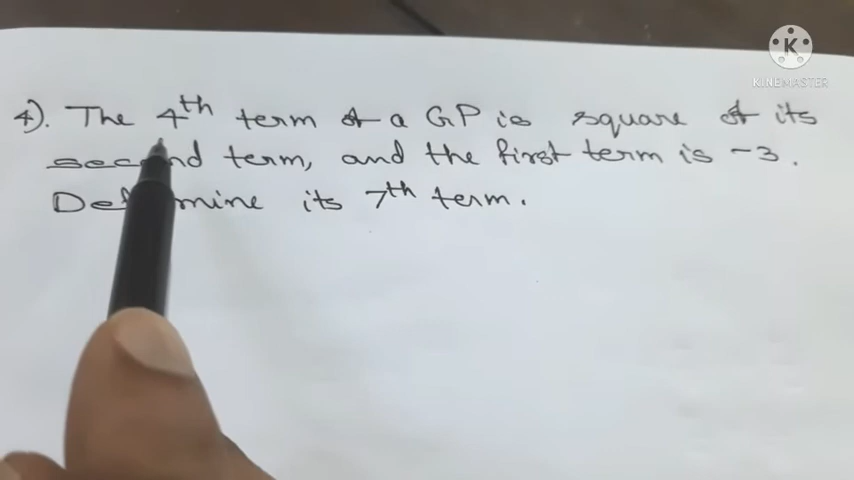 KINEMASTER
4). The 4th term of a GP is square of its
second term, and the first term is -3.
Determine its 7th term.